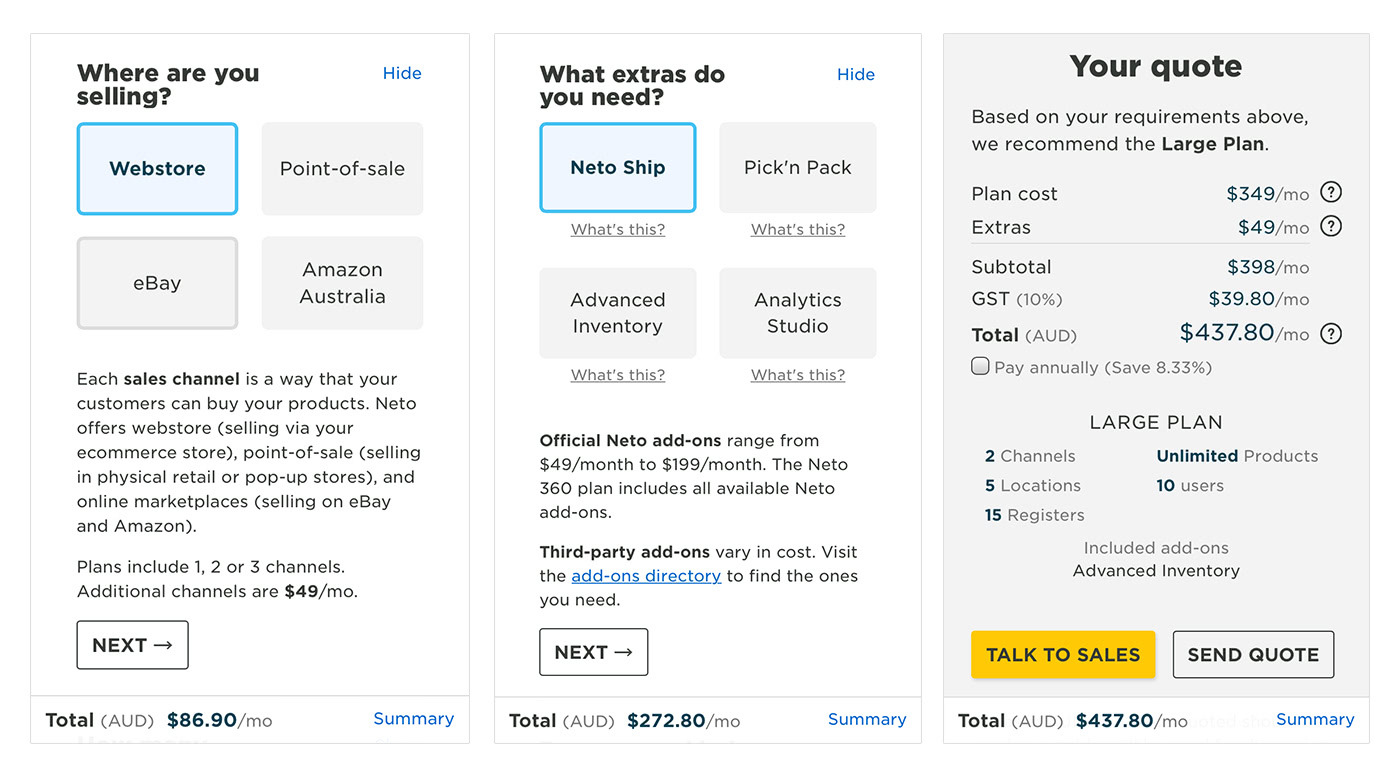 Where are you
selling?
Hide
Webstore
Point-of-sale
eBay
Amazon
Australia
Each sales channel is a way that your
customers can buy your products. Neto
offers webstore (selling via your
ecommerce store), point-of-sale (selling
in physical retail or pop-up stores), and
online marketplaces (selling on eBay
and Amazon).
Plans include 1, 2 or 3 channels.
Additional channels are $49/mo.
NEXT →
Total (AUD) $86.90/mo
Summary
What extras do
you need?
Hide
Neto Ship
Pick'n Pack
What's this?
What's this?
Advanced
Inventory
Analytics
Studio
What's this?
What's this?
Official Neto add-ons range from
$49/month to $199/month. The Neto
360 plan includes all available Neto
add-ons.
Third-party add-ons vary in cost. Visit
the add-ons directory to find the ones
you need.
NEXT →
Total (AUD) $272.80/mo
Summary
Your quote
Based on your requirements above,
we recommend the Large Plan.
Plan cost $349/mo ?
Extras $49/mo ?
Subtotal $398/mo
GST (10%) $39.80/mo
Total (AUD) $437.80/mo ?
Pay annually (Save 8.33%)
LARGE PLAN
2 Channels
Unlimited Products
5 Locations
10 users
15 Registers
Included add-ons
Advanced Inventory
TALK TO SALES
SEND QUOTE
Total (AUD) $437.80/mo
Summary